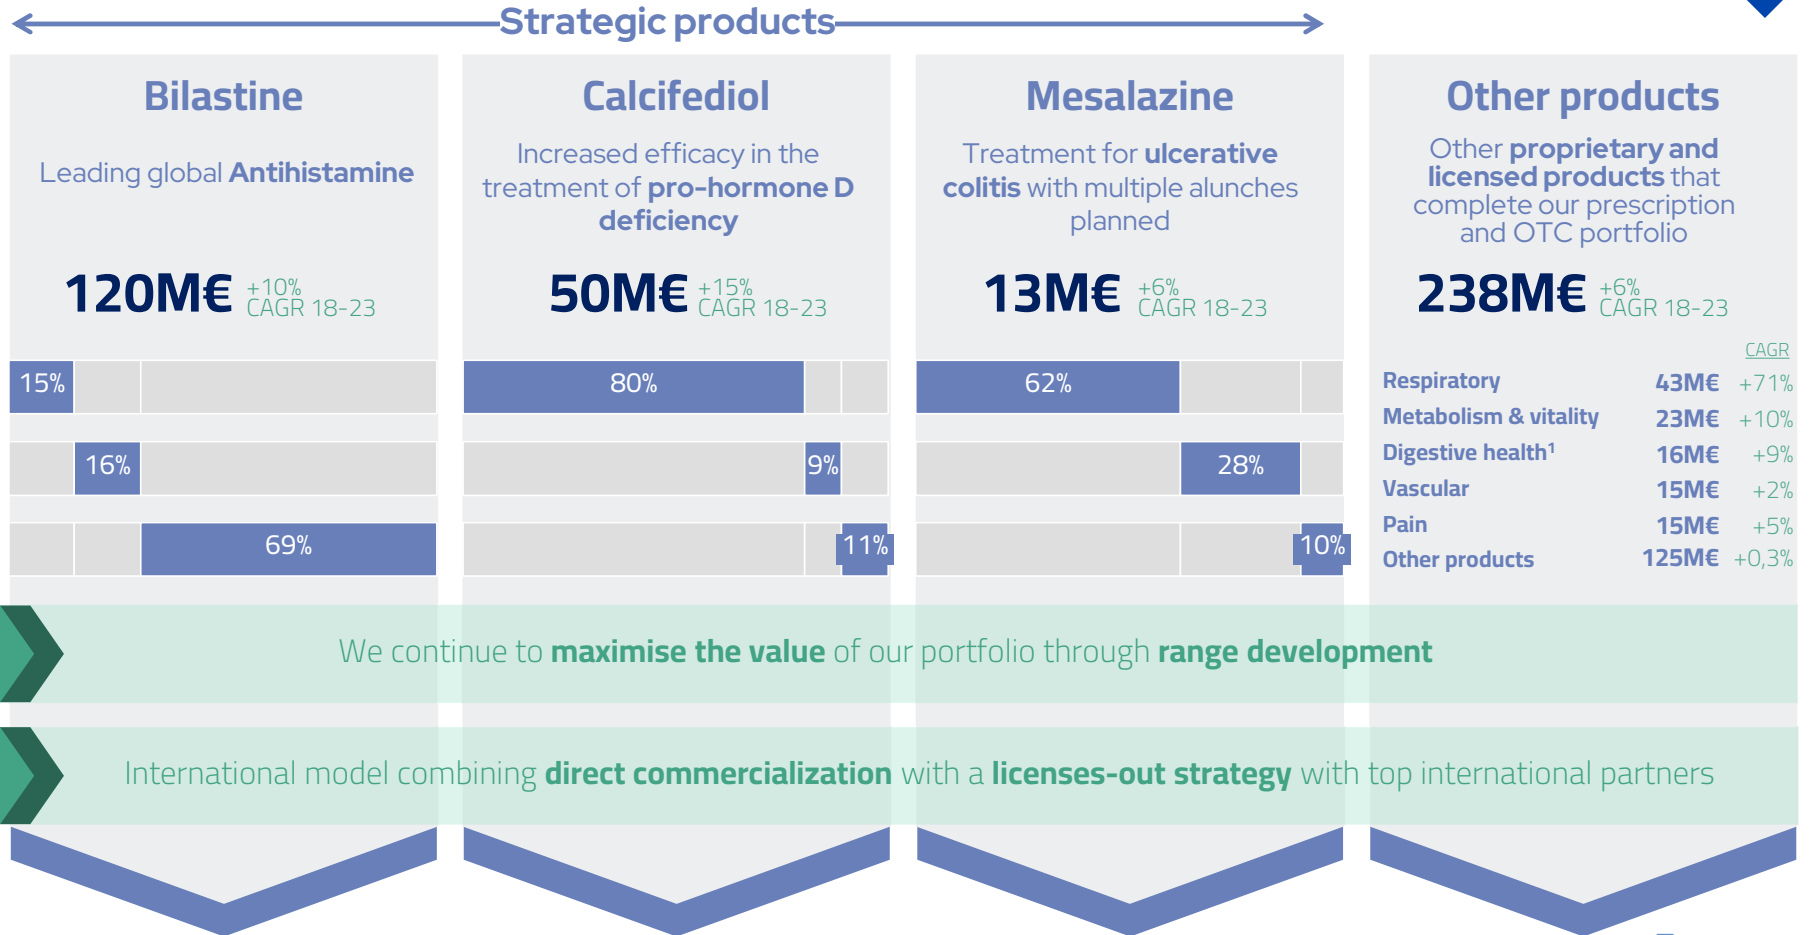 Strategic products
Bilastine
Leading global Antihistamine
120M€ +10%
CAGR 18-23
15%
16%
69%
Calcifediol
Increased efficacy in the
treatment of pro-hormone D
deficiency
50M€ +15%
CAGR 18-23
80%
9%
11%
Mesalazine
Treatment for ulcerative
colitis with multiple alunches
planned
13M€ +6%
CAGR 18-23
62%
28%
10%
Other products
Other proprietary and
licensed products that
complete our prescription
and OTC portfolio
238M€ +6%
CAGR 18-23
CAGR
Respiratory 43M€ +71%
Metabolism & vitality 23M€ +10%
Digestive health¹ 16M€ +9%
Vascular 15M€ +2%
Pain 15M€ +5%
Other products 125M€ +0,3%
We continue to maximise the value of our portfolio through range development
International model combining direct commercialization with a licenses-out strategy with top international partners